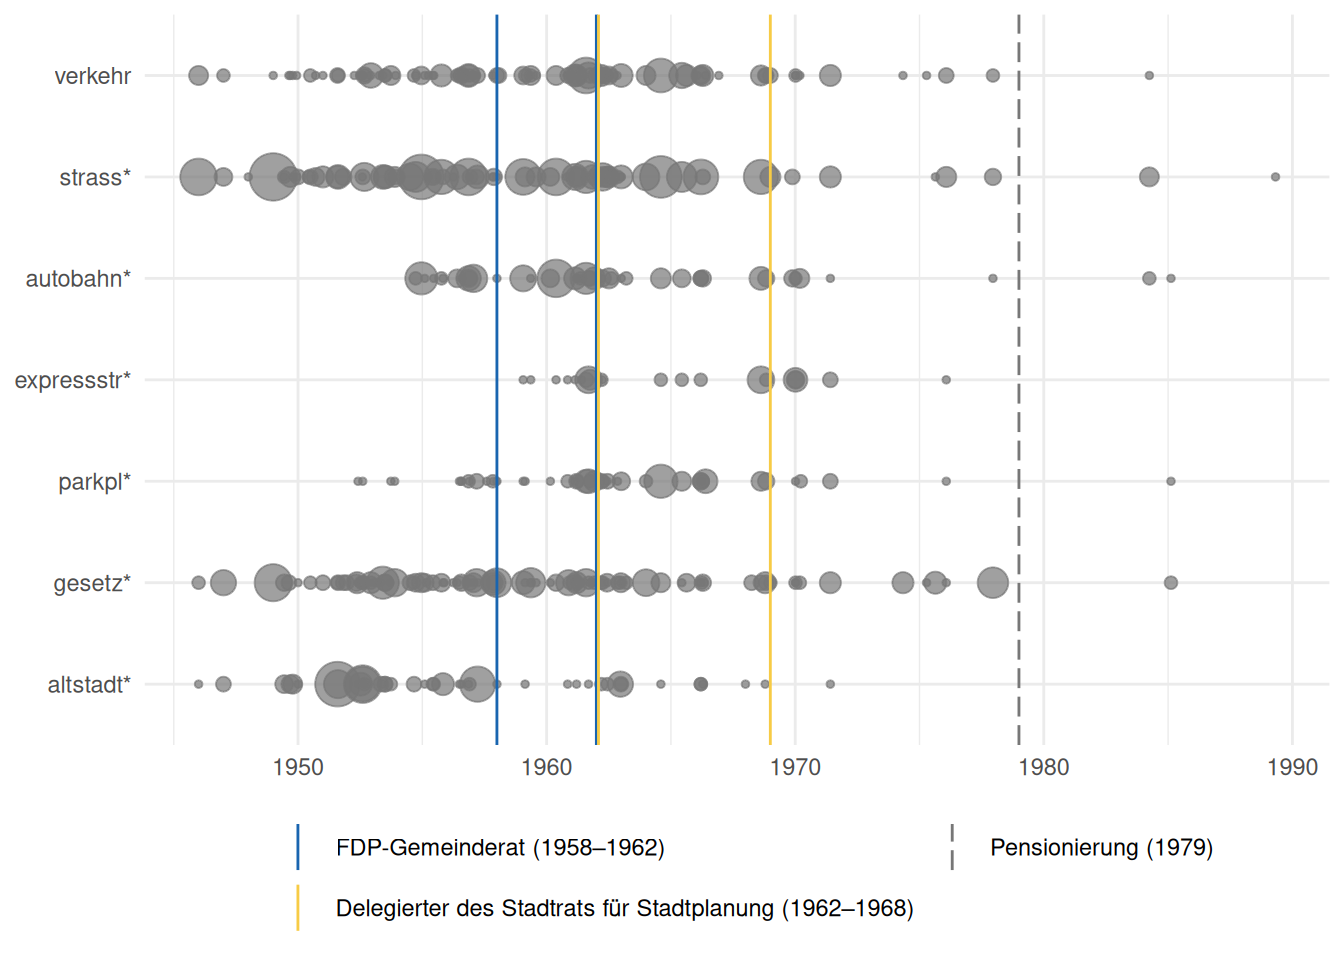 verkehr
strass*
autobahn*
expressstr*
parkpl*
gesetz*
altstadt*
1950 1960 1970 1980 1990
FDP-Gemeinderat (1958–1962) Pensionierung (1979)
Delegierter des Stadtrats für Stadtplanung (1962–1968)